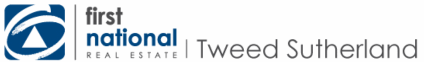 first
national
REAL ESTATE | Tweed Sutherland